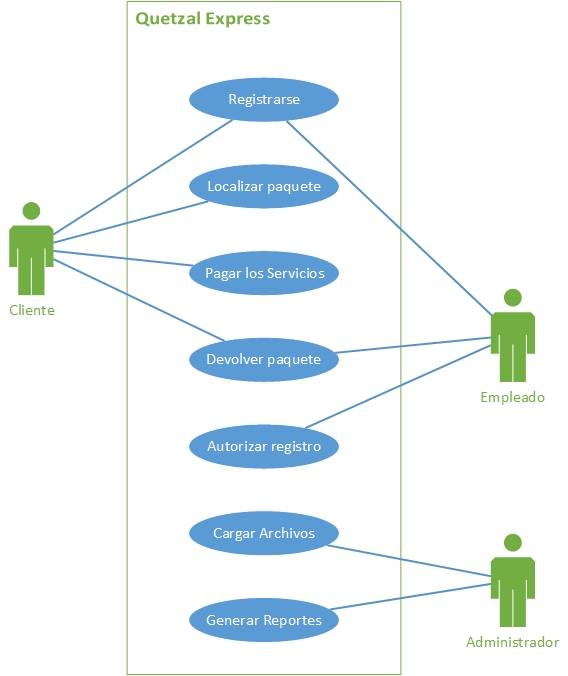 Quetzal Express
Registrarse
Localizar paquete
Pagar los Servicios
Cliente
Devolver paquete
Empleado
Autorizar registro
Cargar Archivos
Generar Reportes
Administrador